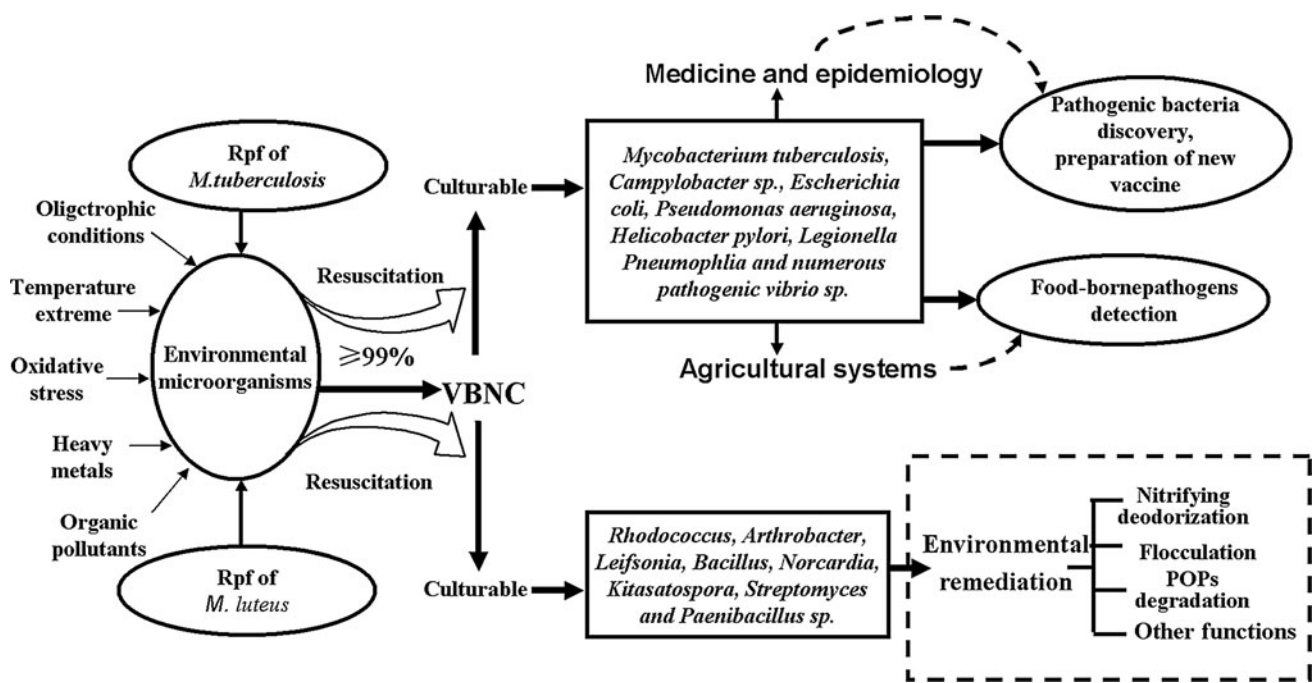 Rpf of
M.tuberculosis
Oligctrophic
conditions
Temperature
extreme
Oxidative
stress
Heavy
metals
Organic
pollutants
Environmental
microorganisms
Rpf of
M. luteus
Resuscitation
⩾99%
VBNC
Resuscitation
Culturable
Culturable
Medicine and epidemiology
Mycobacterium tuberculosis,
Campylobacter sp., Escherichia
coli, Pseudomonas aeruginosa,
Helicobacter pylori, Legionella
Pneumophlia and numerous
pathogenic vibrio sp.
Agricultural systems
Pathogenic bacteria
discovery,
preparation of new
vaccine
Food-bornepathogens
detection
Rhodococcus, Arthrobacter,
Leifsonia, Bacillus, Norcardia,
Kitasatospora, Streptomyces
and Paenibacillus sp.
Environmental
remediation
Nitrifying
deodorization
Flocculation
POPs
degradation
Other functions